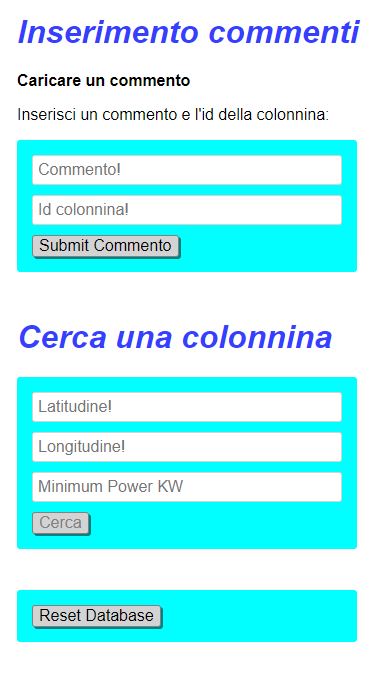 Inserimento commenti
Caricare un commento
Inserisci un commento e l'id della colonnina:
Commento!
Id colonnina!
Submit Commento
Cerca una colonnina
Latitudine!
Longitudine!
Minimum Power KW
Cerca
Reset Database